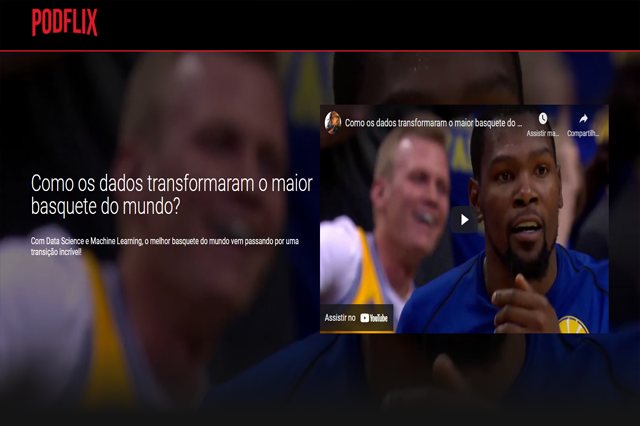 PODFLIX
Como os dados transformaram o maior
basquete do mundo?
Com Data Science e Machine Learning, o melhor basquete do mundo vem passando por uma
transição incrível!
Como os dados transformaram o maior basquete do ...
Assistir ma...
Compartilh...
Assistir no YouTube